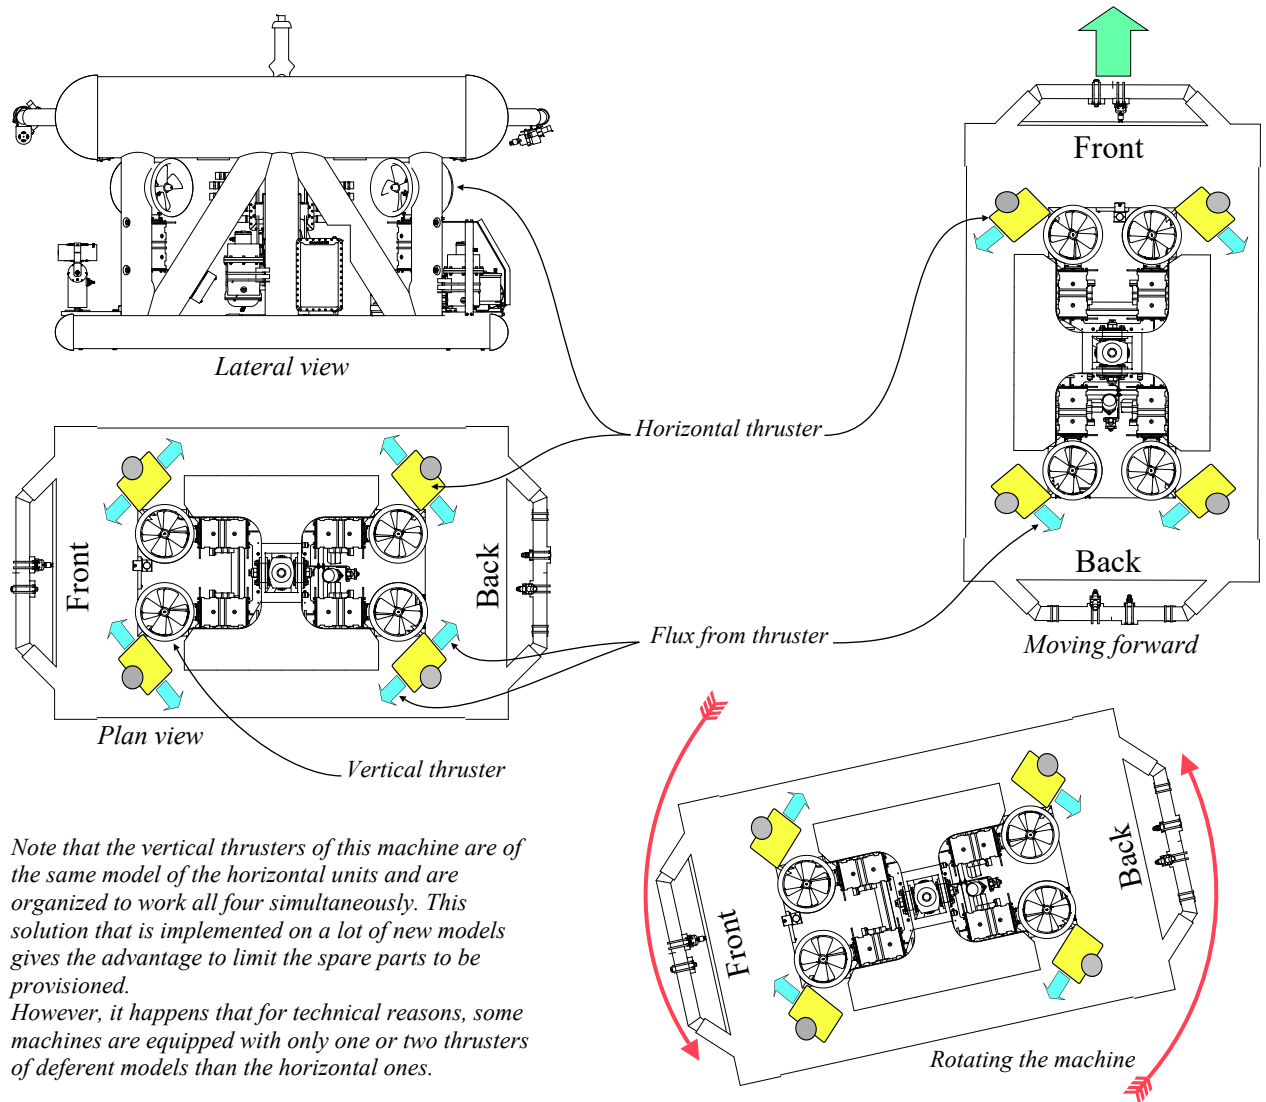 Front
Lateral view
Horizontal thruster
Front
Back
Back
Flux from thruster
Moving forward
Plan view
Vertical thruster
Note that the vertical thrusters of this machine are of
the same model of the horizontal units and are
organized to work all four simultaneously. This
solution that is implemented on a lot of new models
gives the advantage to limit the spare parts to be
provisioned.
However, it happens that for technical reasons, some
machines are equipped with only one or two thrusters
of deferent models than the horizontal ones.
Back
Front
Rotating the machine